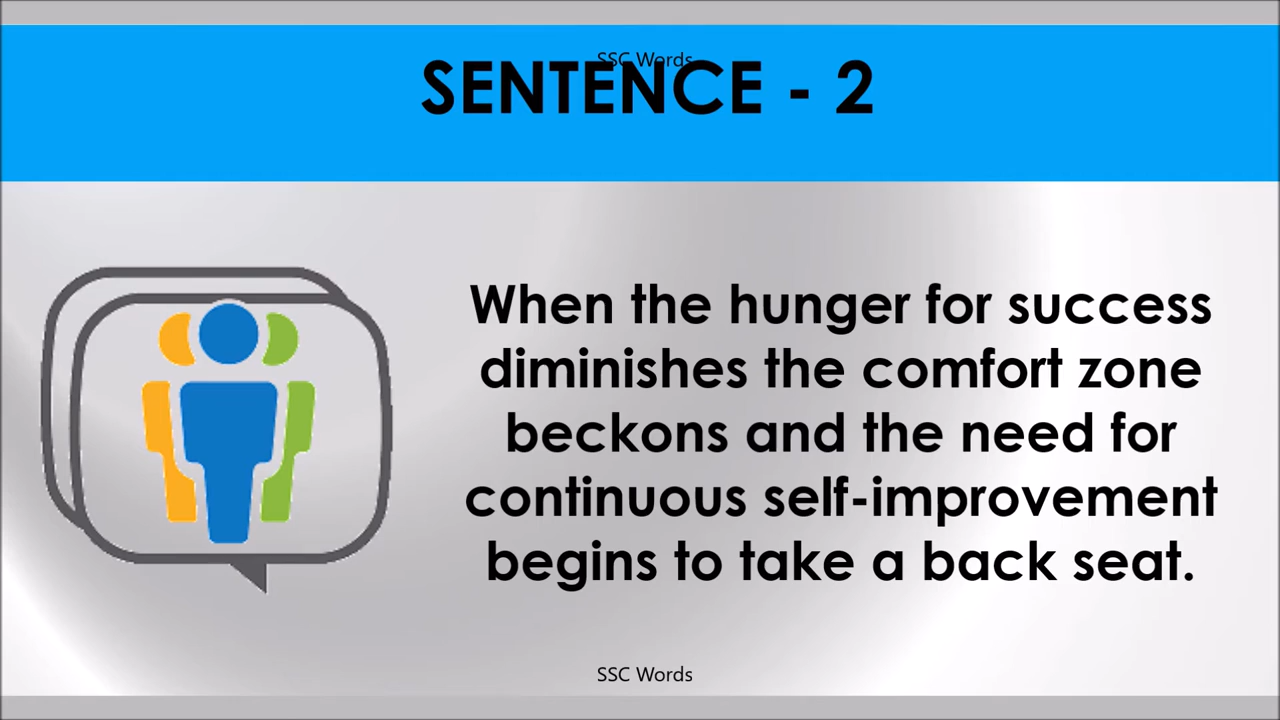 SSC Words
SENTENCE - 2
When the hunger for success
diminishes the comfort zone
beckons and the need for
continuous self-improvement
begins to take a back seat.
SSC Words